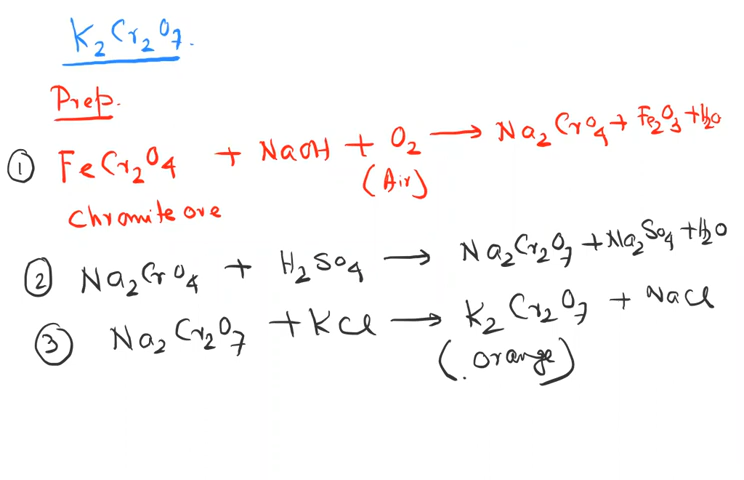 K₂Cr₂O₇.
Prep.
① FeCr₂O₄ + NaOH + O₂ → Na₂CrO₄ + Fe₂O₃ + H₂O
(Air)
Chromite ore
② Na₂CrO₄ + H₂SO₄ → Na₂Cr₂O₇ + Na₂SO₄ + H₂O
③ Na₂Cr₂O₇ + KCl → K₂Cr₂O₇ + NaCl
(orange)